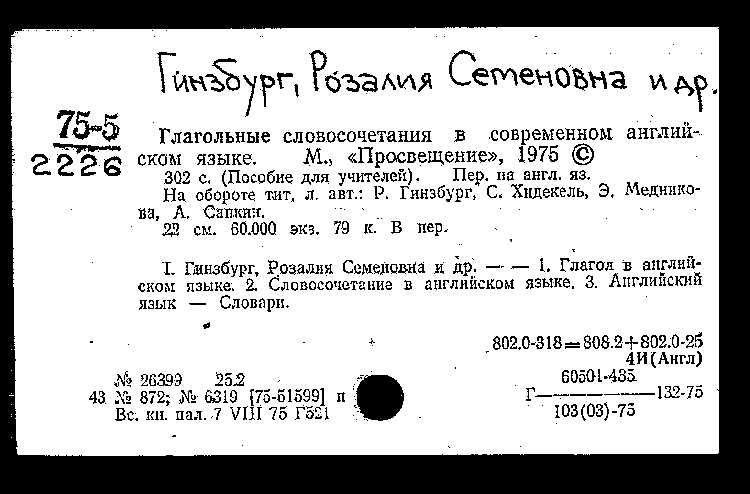 Гинзбург, Розалия Семеновна и др.
75-5
2226
Глагольные словосочетания в современном англий-
ском языке. М., «Просвещение», 1975 ©
302 с. (Пособие для учителей). Пер. на англ. яз.
На обороте тит. л. авт.: Р. Гинзбург, С. Хидекель, Э. Меднико-
ва, А. Санкин.
22 см. 60.000 экз. 79 к. В пер.
1. Гинзбург, Розалия Семеновна и др. — — 1. Глагол в англий-
ском языке. 2. Словосочетание в английском языке. 3. Английский
язык — Словари.
802.0-318=808.2+802.0-25
4И(Англ)
№ 26399 25.2
60501-435
43 № 872; № 6319 [75-51599] п
Г———132-75
Вс. кн. пал. 7 VIII 75 Г521
103(03)-75